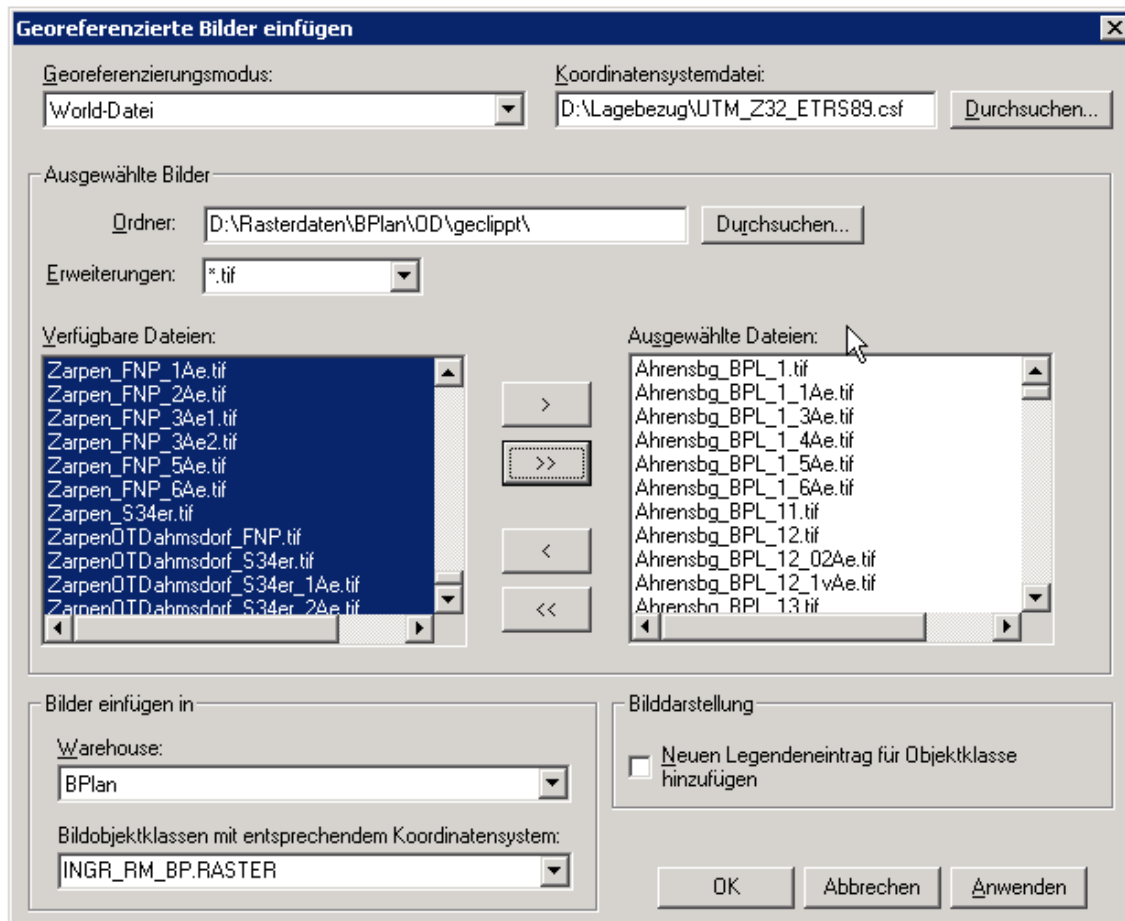 Georeferenzierte Bilder einfügen
Georeferenzierungsmodus:
World-Datei
Koordinatensystemdatei:
D:\Lagebezug\UTM_Z32_ETRS89.csf
Durchsuchen...
Ausgewählte Bilder
Ordner:
D:\Rasterdaten\BPlan\OD\geclippt\
Durchsuchen...
Erweiterungen:
*.tif
Verfügbare Dateien:
Zarpen_FNP_1Ae.tif
Zarpen_FNP_2Ae.tif
Zarpen_FNP_3Ae1.tif
Zarpen_FNP_3Ae2.tif
Zarpen_FNP_5Ae.tif
Zarpen_FNP_6Ae.tif
Zarpen_S34er.tif
ZarpenOTDahmsdorf_FNP.tif
ZarpenOTDahmsdorf_S34er.tif
ZarpenOTDahmsdorf_S34er_1Ae.tif
ZarpenOTDahmsdorf_S34er_2Ae.tif
>
>>
<
<<
Ausgewählte Dateien:
Ahrensbg_BPL_1.tif
Ahrensbg_BPL_1_1Ae.tif
Ahrensbg_BPL_1_3Ae.tif
Ahrensbg_BPL_1_4Ae.tif
Ahrensbg_BPL_1_5Ae.tif
Ahrensbg_BPL_1_6Ae.tif
Ahrensbg_BPL_11.tif
Ahrensbg_BPL_12.tif
Ahrensbg_BPL_12_02Ae.tif
Ahrensbg_BPL_12_1vAe.tif
Ahrensbg_BPL_13.tif
Bilder einfügen in
Warehouse:
BPlan
Bildobjektklassen mit entsprechendem Koordinatensystem:
INGR_RM_BP.RASTER
Bilddarstellung
Neuen Legendeneintrag für Objektklasse
hinzufügen
OK
Abbrechen
Anwenden